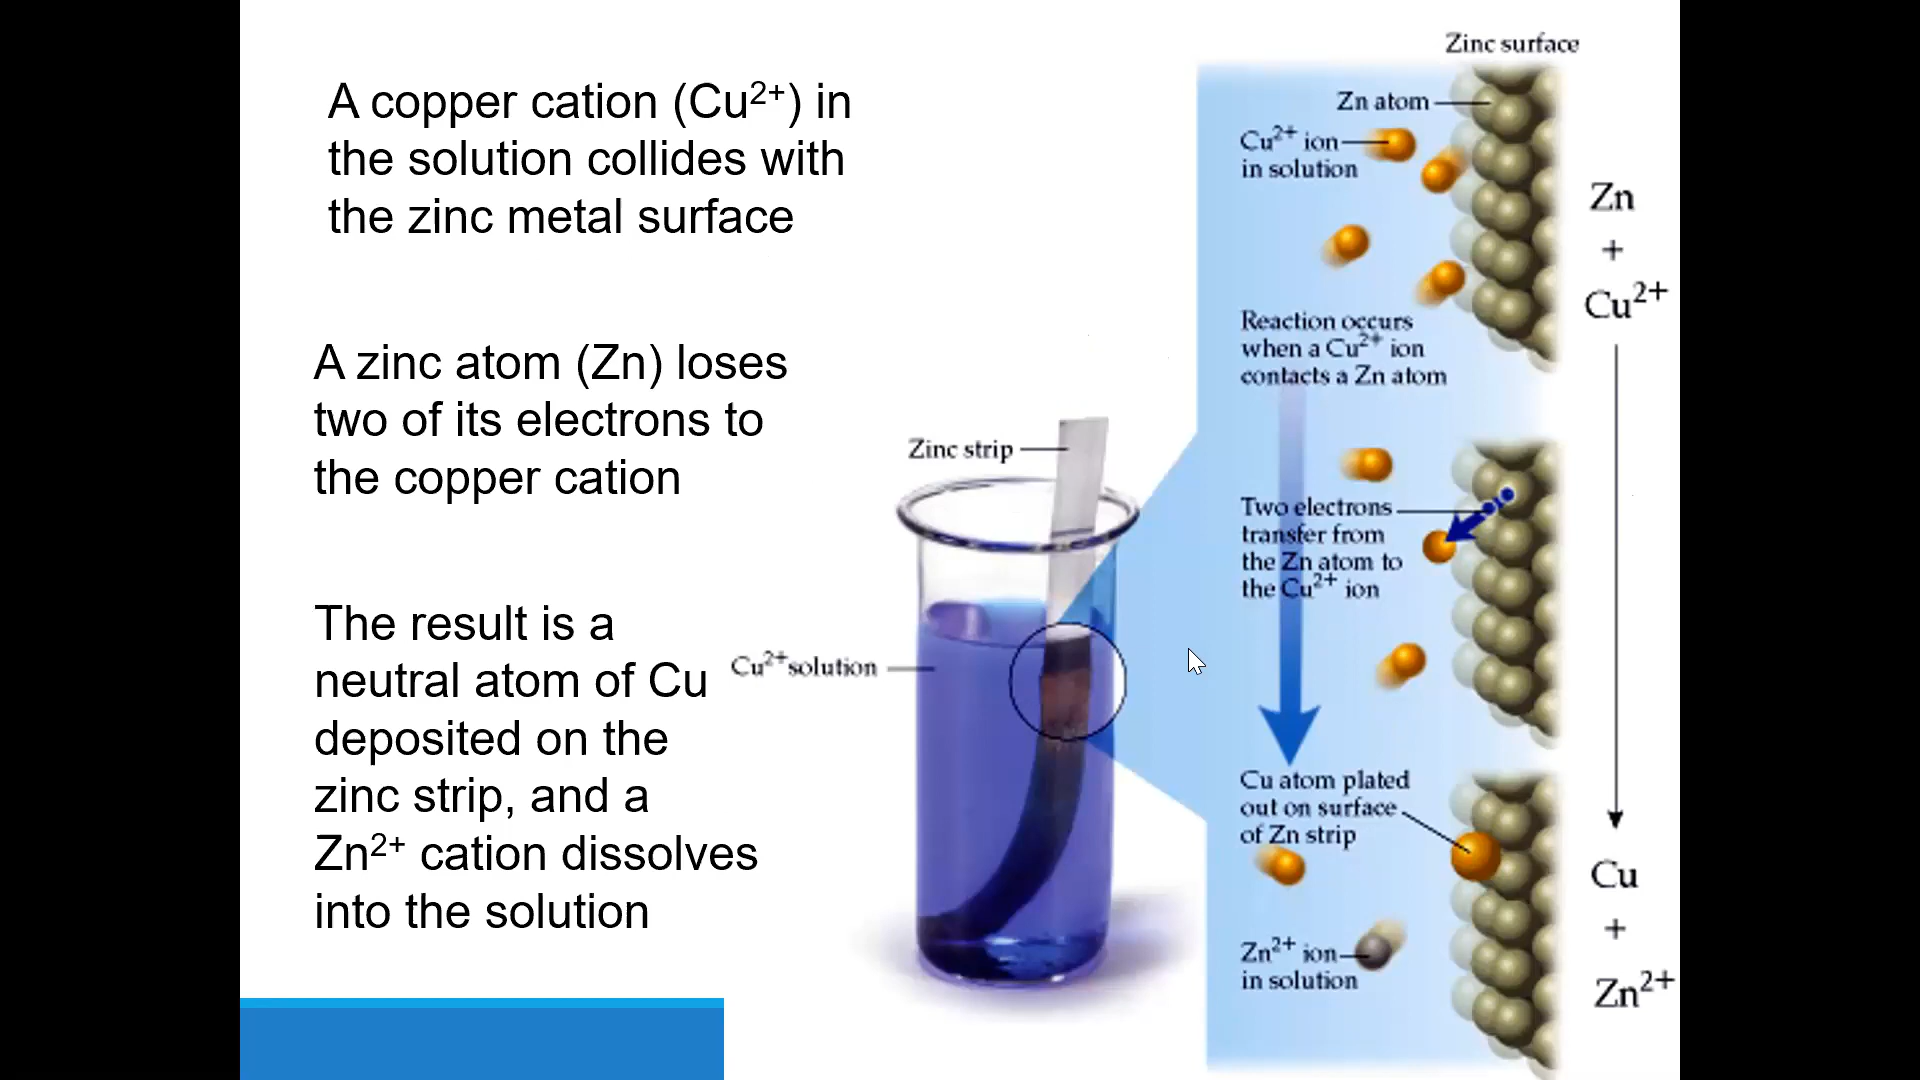 A copper cation (Cu²⁺) in
the solution collides with
the zinc metal surface
A zinc atom (Zn) loses
two of its electrons to
the copper cation
The result is a
neutral atom of Cu
deposited on the
zinc strip, and a
Zn²⁺ cation dissolves
into the solution
Zinc strip
Cu²⁺solution
Zinc surface
Zn atom
Cu²⁺ ion
in solution
Reaction occurs
when a Cu²⁺ ion
contacts a Zn atom
Two electrons
transfer from
the Zn atom to
the Cu²⁺ ion
Cu atom plated
out on surface
of Zn strip
Zn²⁺ ion
in solution
Zn
+
Cu²⁺
Cu
+
Zn²⁺